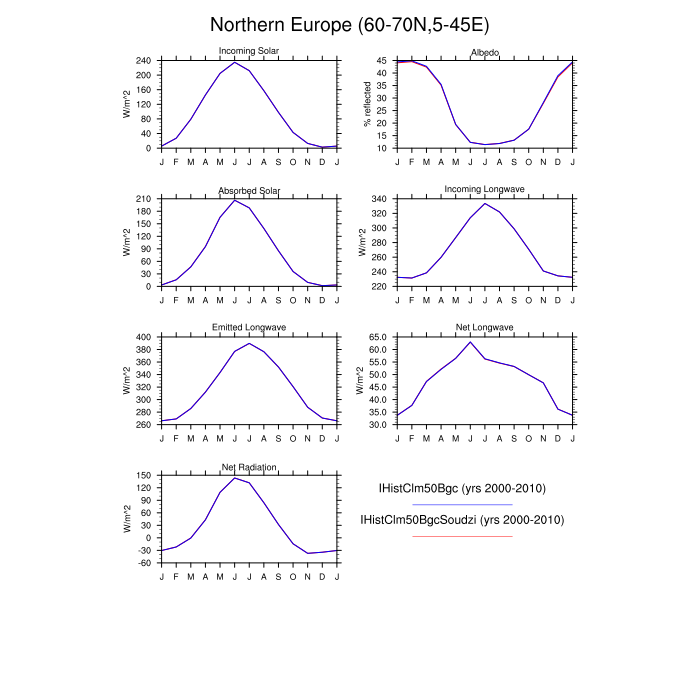 Northern Europe (60-70N,5-45E)
Incoming Solar
240
200
160
120
80
40
0
W/m^2
J F M A M J J A S O N D J
Albedo
45
40
35
30
25
20
15
10
% reflected
J F M A M J J A S O N D J
Absorbed Solar
210
180
150
120
90
60
30
0
W/m^2
J F M A M J J A S O N D J
Incoming Longwave
340
320
300
280
260
240
220
W/m^2
J F M A M J J A S O N D J
Emitted Longwave
400
380
360
340
320
300
280
260
W/m^2
J F M A M J J A S O N D J
Net Longwave
65.0
60.0
55.0
50.0
45.0
40.0
35.0
30.0
W/m^2
J F M A M J J A S O N D J
Net Radiation
150
120
90
60
30
0
-30
-60
W/m^2
J F M A M J J A S O N D J
IHistClm50Bgc (yrs 2000-2010)
IHistClm50BgcSoudzi (yrs 2000-2010)